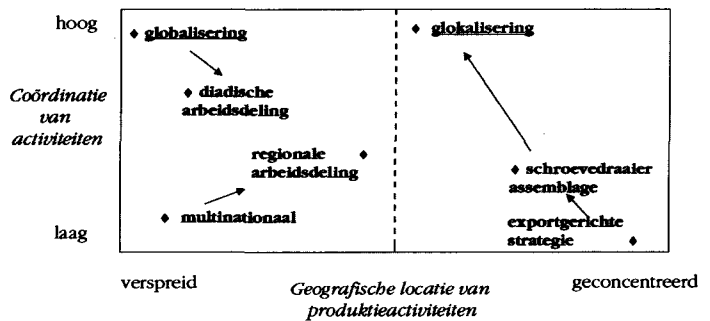 hoog
globalisering
glokalisering
Coördinatie
van
activiteiten
diadische
arbeidsdeling
regionale
arbeidsdeling
schroevedraaier
assemblage
multinationaal
exportgerichte
strategie
laag
verspreid
Geografische locatie van
produktieactiviteiten
geconcentreerd